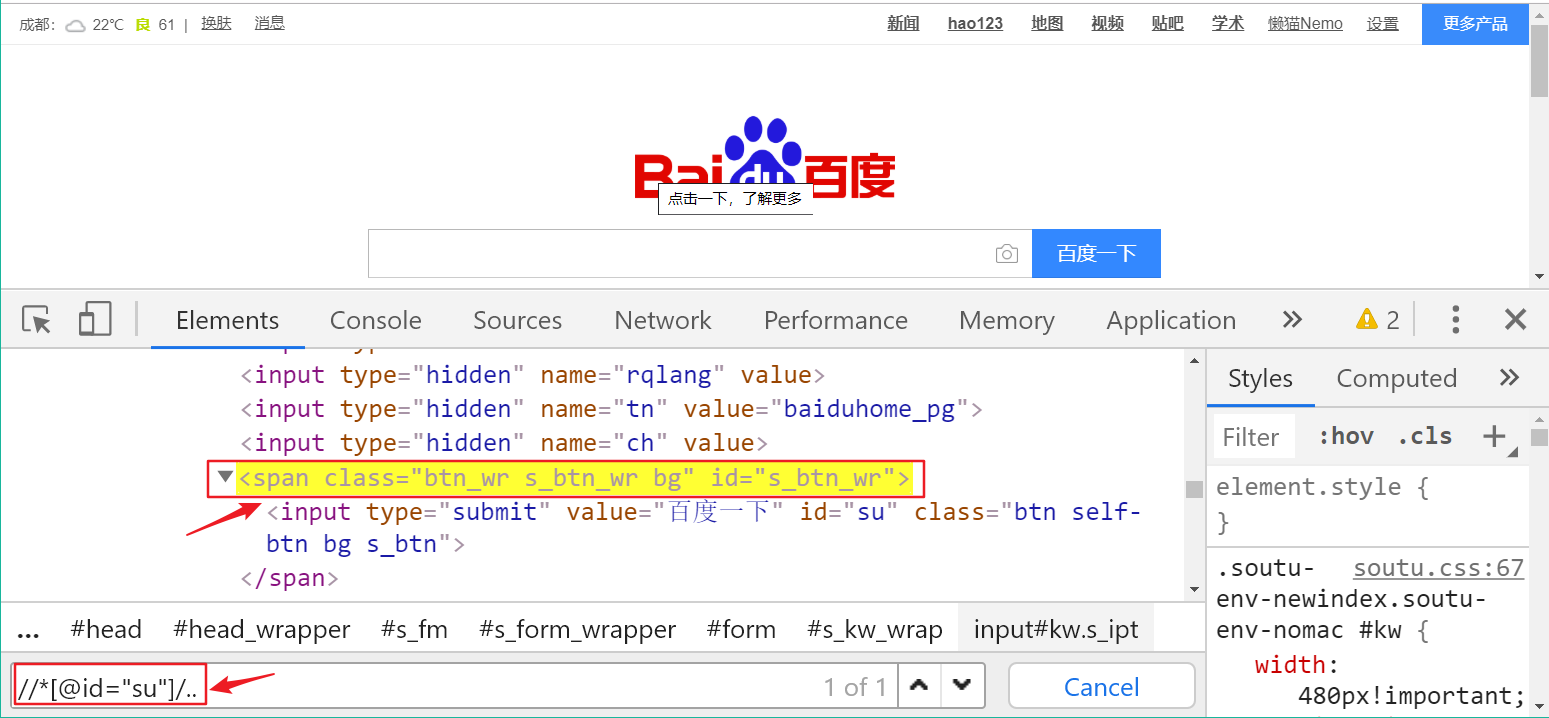 成都： 22℃ 良 61 | 换肤 消息 新闻 hao123 地图 视频 贴吧 学术 懒猫Nemo 设置 更多产品
Bai du 百度
点击一下，了解更多
百度一下
Elements Console Sources Network Performance Memory Application » 2
<input type="hidden" name="rqlang" value>
<input type="hidden" name="tn" value="baiduhome_pg">
<input type="hidden" name="ch" value>
<span class="btn_wr s_btn_wr bg" id="s_btn_wr">
<input type="submit" value="百度一下" id="su" class="btn self-
btn bg s_btn">
</span>
... #head #head_wrapper #s_fm #s_form_wrapper #form #s_kw_wrap input#kw.s_ipt
//*[@id="su"]/.. 1 of 1 Cancel
Styles Computed »
Filter :hov .cls +
element.style {
}
.soutu- soutu.css:67
env-newindex.soutu-
env-nomac #kw {
width:
480px!important;